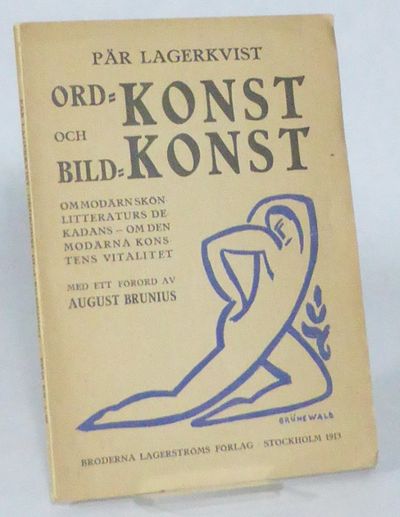 PÄR LAGERKVIST
ORD=KONST
OCH
BILD=KONST
OM MODÄRN SKÖN
LITTERATURS DE
KADANS – OM DEN
MODÄRNA KONS-
TENS VITALITET
MED ETT FÖRORD AV
AUGUST BRUNIUS
GRÜNEWALD
BRÖDERNA LAGERSTRÖMS FÖRLAG · STOCKHOLM 1913